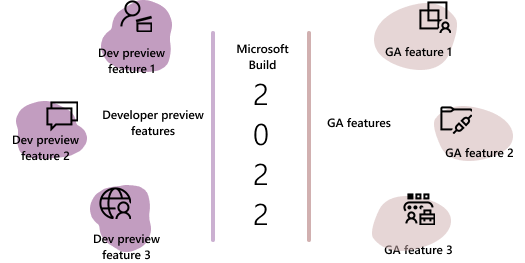 Dev preview
feature 1
Dev preview
feature 2
Dev preview
feature 3
Developer preview
features
Microsoft
Build
2
0
2
2
GA features
GA feature 1
GA feature 2
GA feature 3